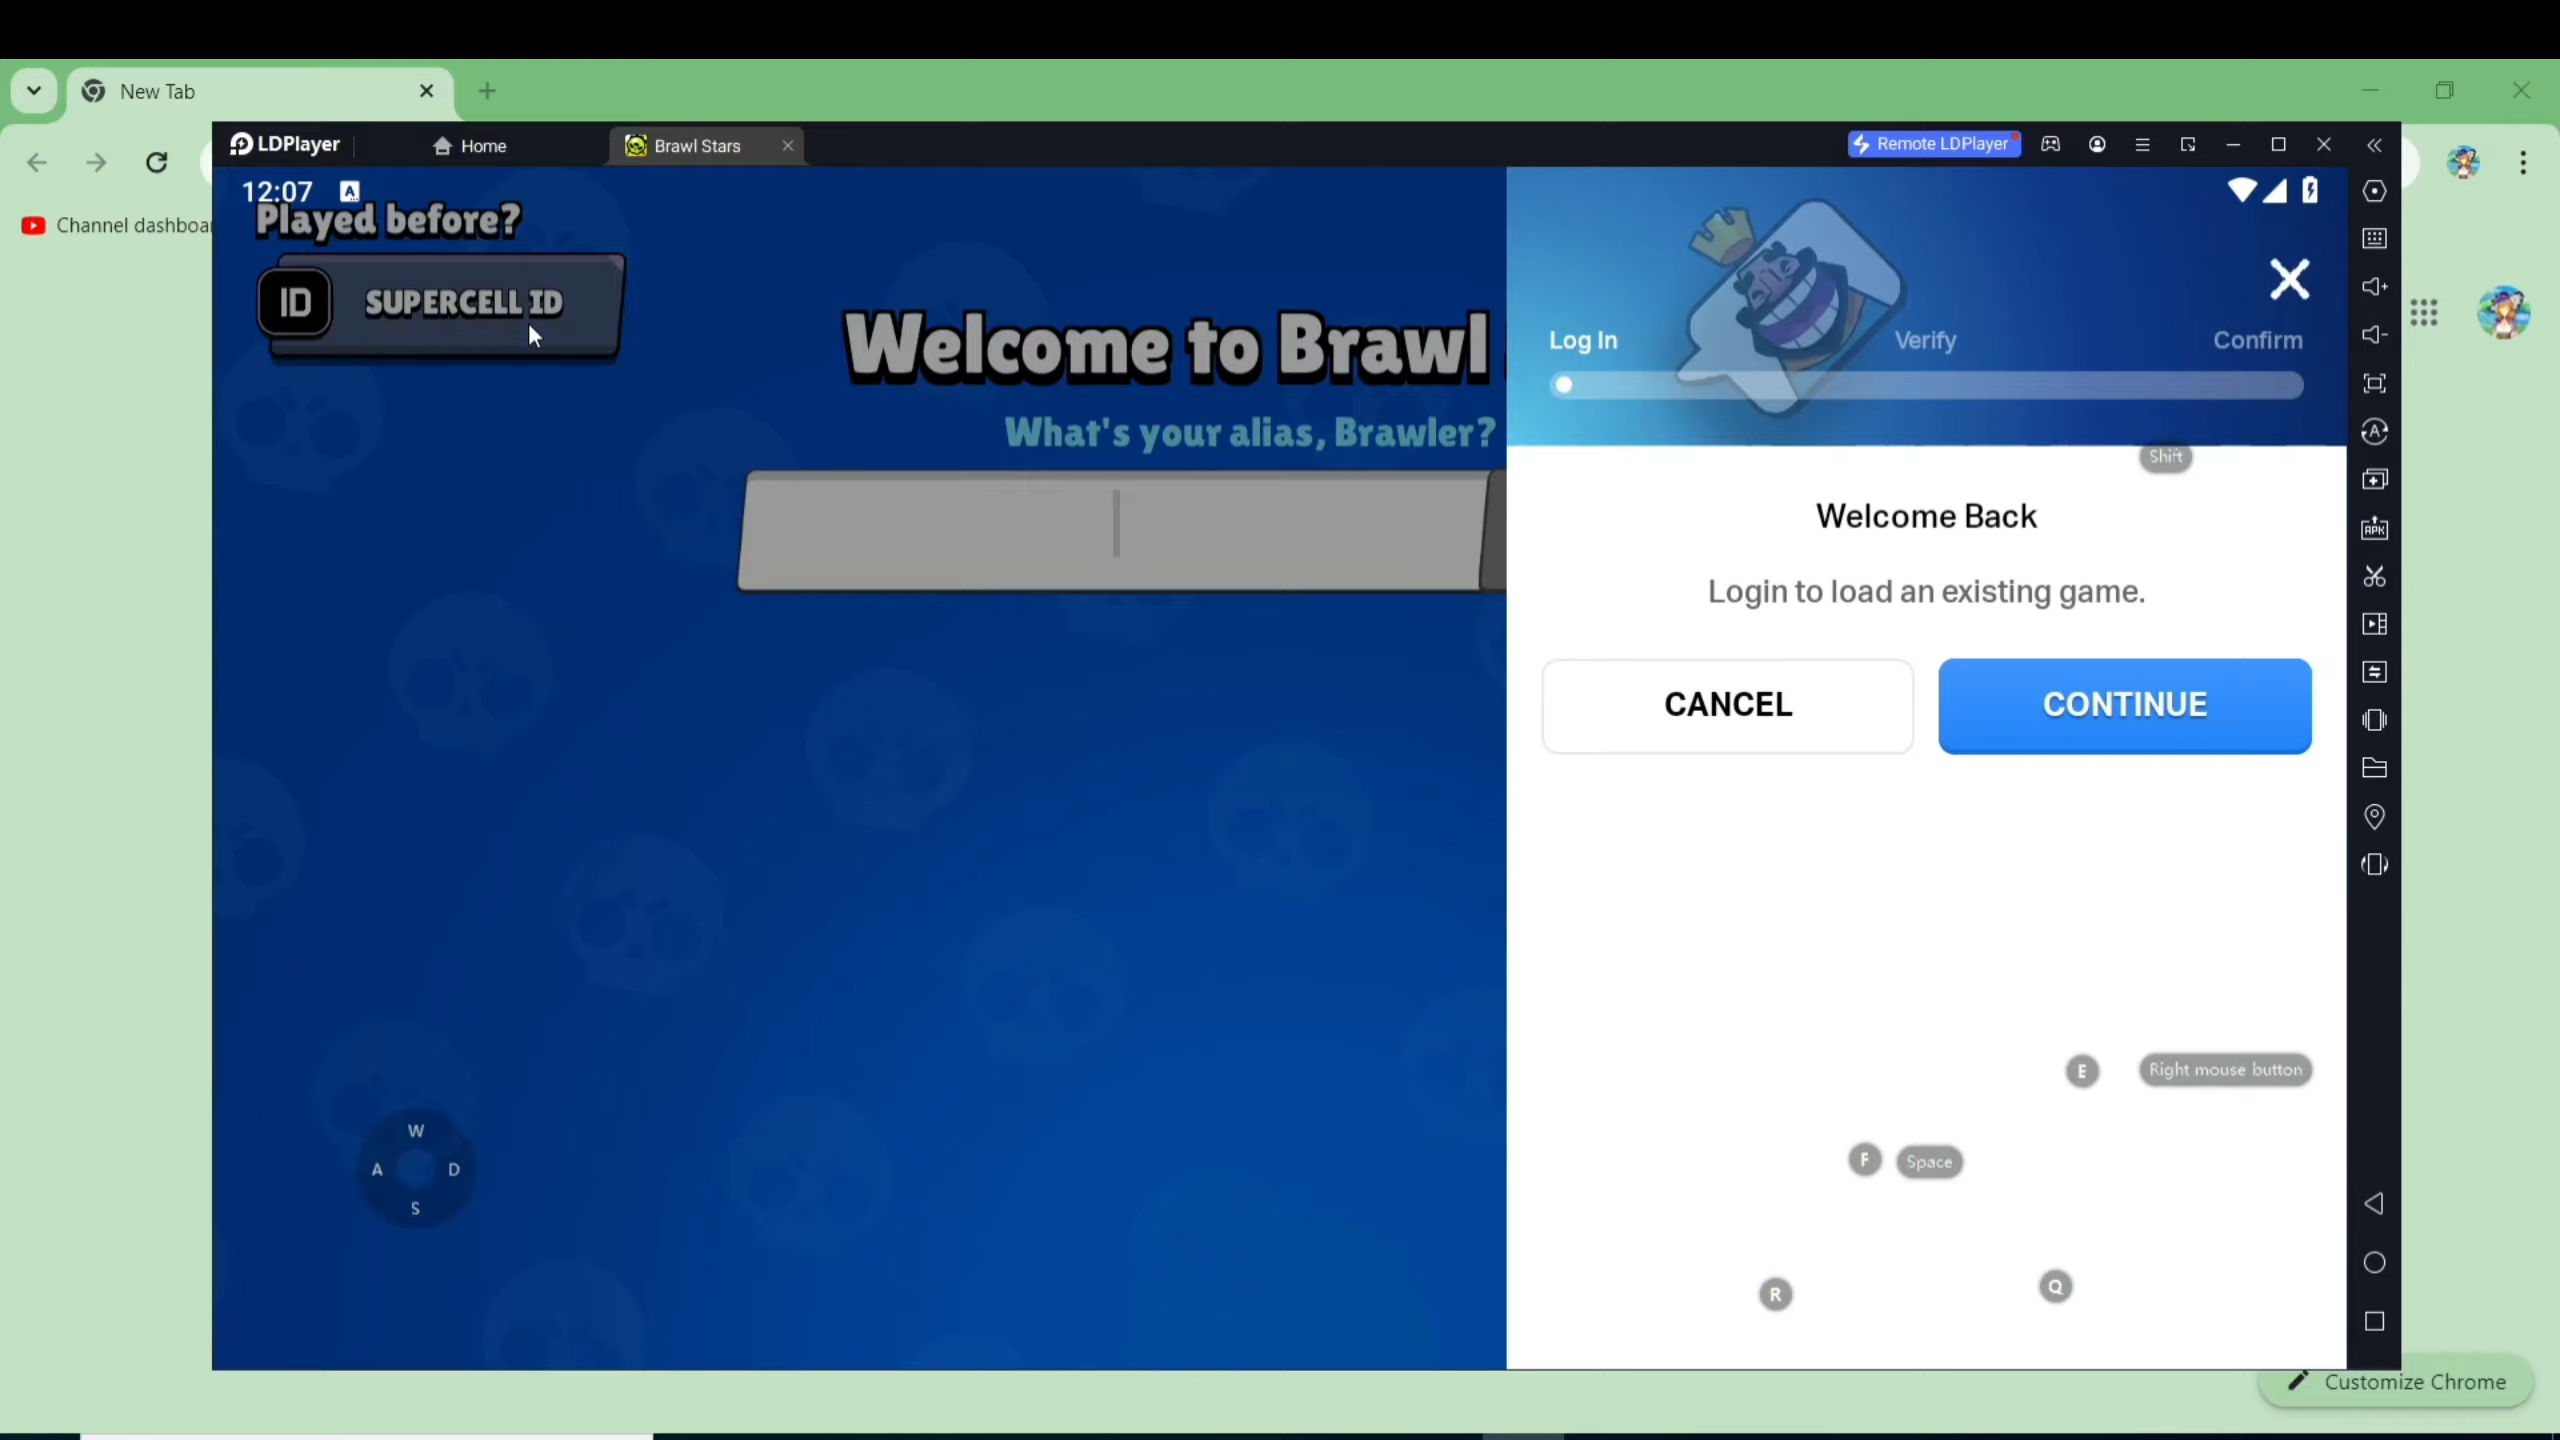 New Tab
LDPlayer
Home
Brawl Stars
Remote LDPlayer
12:07
A
Played before?
Channel dashboar
ID SUPERCELL ID
Welcome to Brawl
What's your alias, Brawler?
Log In
Verify
Confirm
Shift
Welcome Back
Login to load an existing game.
CANCEL
CONTINUE
APK
A
E
Right mouse button
F
Space
W
A
D
S
R
Q
Customize Chrome